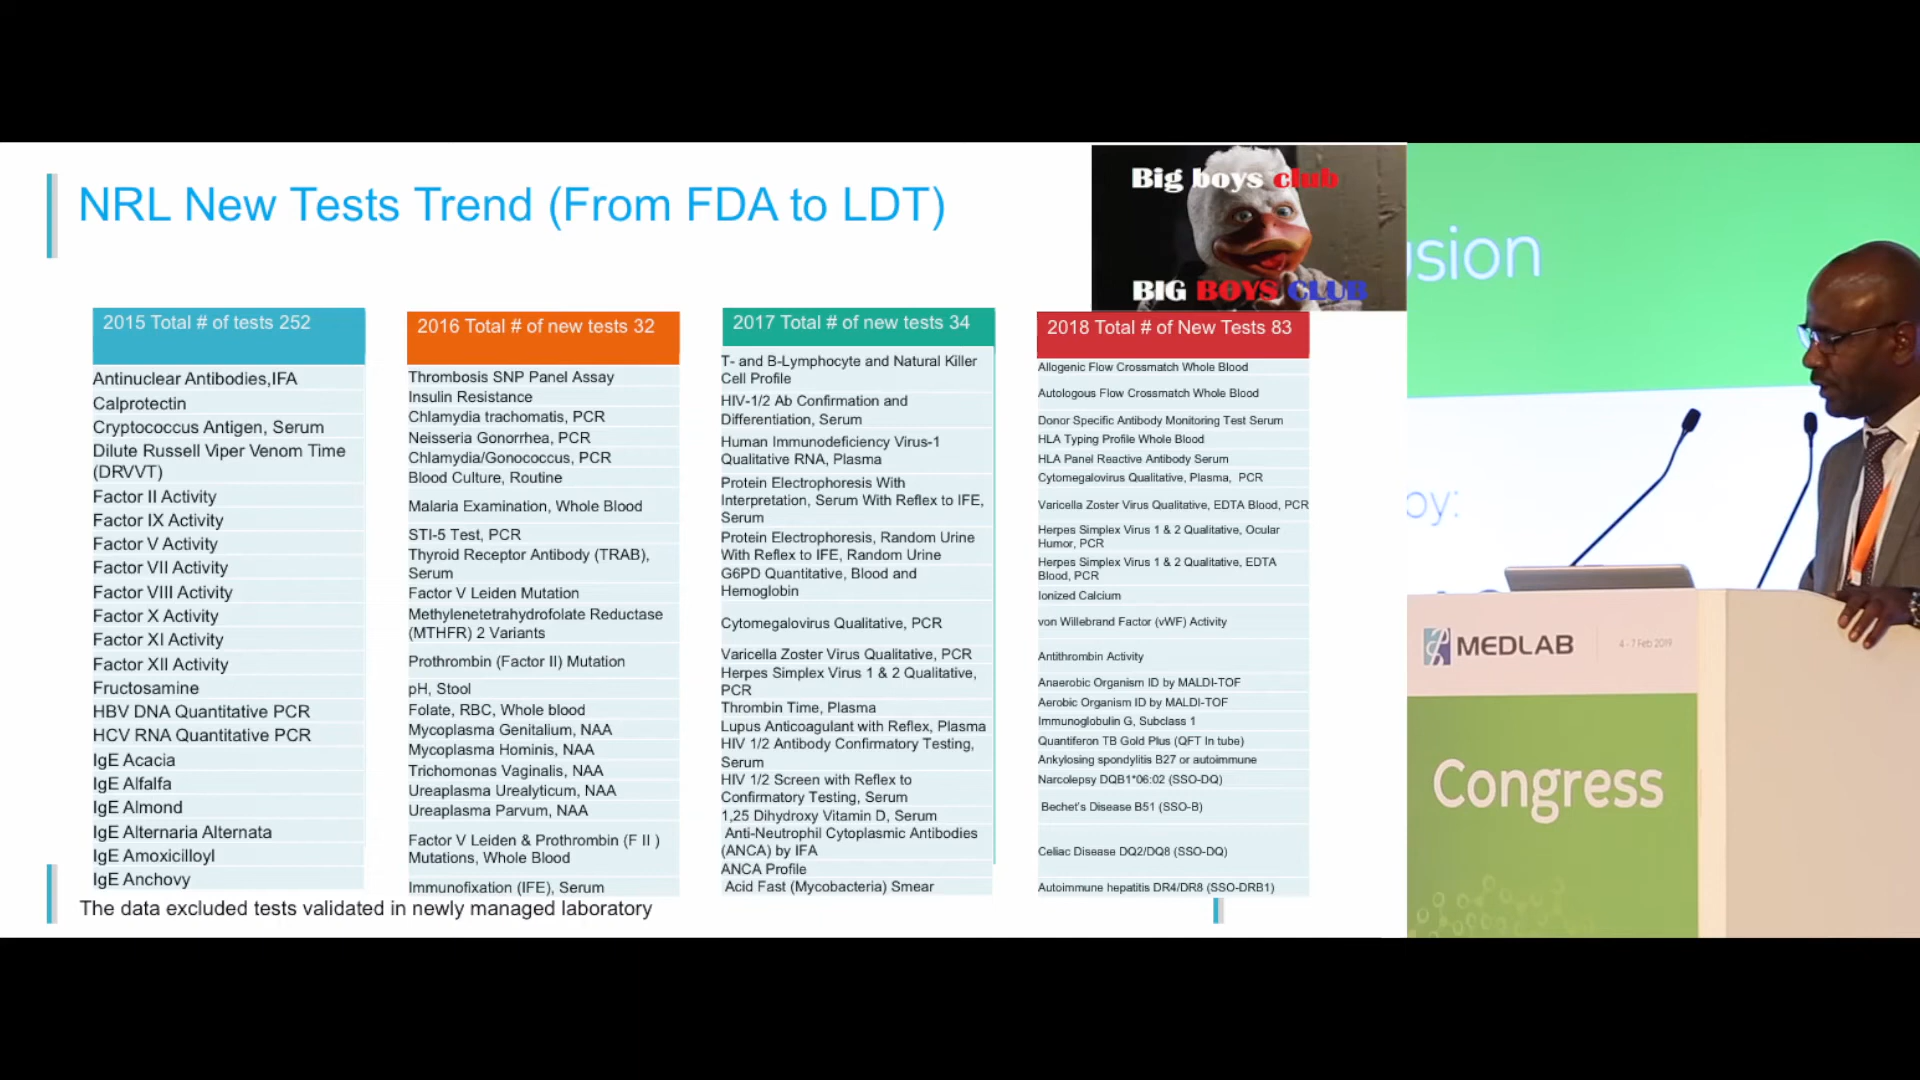 NRL New Tests Trend (From FDA to LDT)
Big boys club
BIG BOYS CLUB
2015 Total # of tests 252
Antinuclear Antibodies,IFA
Calprotectin
Cryptococcus Antigen, Serum
Dilute Russell Viper Venom Time
(DRVVT)
Factor II Activity
Factor IX Activity
Factor V Activity
Factor VII Activity
Factor VIII Activity
Factor X Activity
Factor XI Activity
Factor XII Activity
Fructosamine
HBV DNA Quantitative PCR
HCV RNA Quantitative PCR
IgE Acacia
IgE Alfalfa
IgE Almond
IgE Alternaria Alternata
IgE Amoxicilloyl
IgE Anchovy
2016 Total # of new tests 32
Thrombosis SNP Panel Assay
Insulin Resistance
Chlamydia trachomatis, PCR
Neisseria Gonorrhea, PCR
Chlamydia/Gonococcus, PCR
Blood Culture, Routine
Malaria Examination, Whole Blood
STI-5 Test, PCR
Thyroid Receptor Antibody (TRAB),
Serum
Factor V Leiden Mutation
Methylenetetrahydrofolate Reductase
(MTHFR) 2 Variants
Prothrombin (Factor II) Mutation
pH, Stool
Folate, RBC, Whole blood
Mycoplasma Genitalium, NAA
Mycoplasma Hominis, NAA
Trichomonas Vaginalis, NAA
Ureaplasma Urealyticum, NAA
Ureaplasma Parvum, NAA
Factor V Leiden & Prothrombin (F II )
Mutations, Whole Blood
Immunofixation (IFE), Serum
2017 Total # of new tests 34
T- and B-Lymphocyte and Natural Killer
Cell Profile
HIV-1/2 Ab Confirmation and
Differentiation, Serum
Human Immunodeficiency Virus-1
Qualitative RNA, Plasma
Protein Electrophoresis With
Interpretation, Serum With Reflex to IFE,
Serum
Protein Electrophoresis, Random Urine
With Reflex to IFE, Random Urine
G6PD Quantitative, Blood and
Hemoglobin
Cytomegalovirus Qualitative, PCR
Varicella Zoster Virus Qualitative, PCR
Herpes Simplex Virus 1 & 2 Qualitative,
PCR
Thrombin Time, Plasma
Lupus Anticoagulant with Reflex, Plasma
HIV 1/2 Antibody Confirmatory Testing,
Serum
HIV 1/2 Screen with Reflex to
Confirmatory Testing, Serum
1,25 Dihydroxy Vitamin D, Serum
Anti-Neutrophil Cytoplasmic Antibodies
(ANCA) by IFA
ANCA Profile
Acid Fast (Mycobacteria) Smear
2018 Total # of New Tests 83
Allogenic Flow Crossmatch Whole Blood
Autologous Flow Crossmatch Whole Blood
Donor Specific Antibody Monitoring Test Serum
HLA Typing Profile Whole Blood
HLA Panel Reactive Antibody Serum
Cytomegalovirus Qualitative, Plasma, PCR
Varicella Zoster Virus Qualitative, EDTA Blood, PCR
Herpes Simplex Virus 1 & 2 Qualitative, Ocular
Humor, PCR
Herpes Simplex Virus 1 & 2 Qualitative, EDTA
Blood, PCR
Ionized Calcium
von Willebrand Factor (vWF) Activity
Antithrombin Activity
Anaerobic Organism ID by MALDI-TOF
Aerobic Organism ID by MALDI-TOF
Immunoglobulin G, Subclass 1
Quantiferon TB Gold Plus (QFT In tube)
Ankylosing spondylitis B27 or autoimmune
Narcolepsy DQB1*06:02 (SSO-DQ)
Bechet's Disease B51 (SSO-B)
Celiac Disease DQ2/DQ8 (SSO-DQ)
Autoimmune hepatitis DR4/DR8 (SSO-DRB1)
The data excluded tests validated in newly managed laboratory
sion
by:
MEDLAB
4 - 7 Feb 2019
Congress